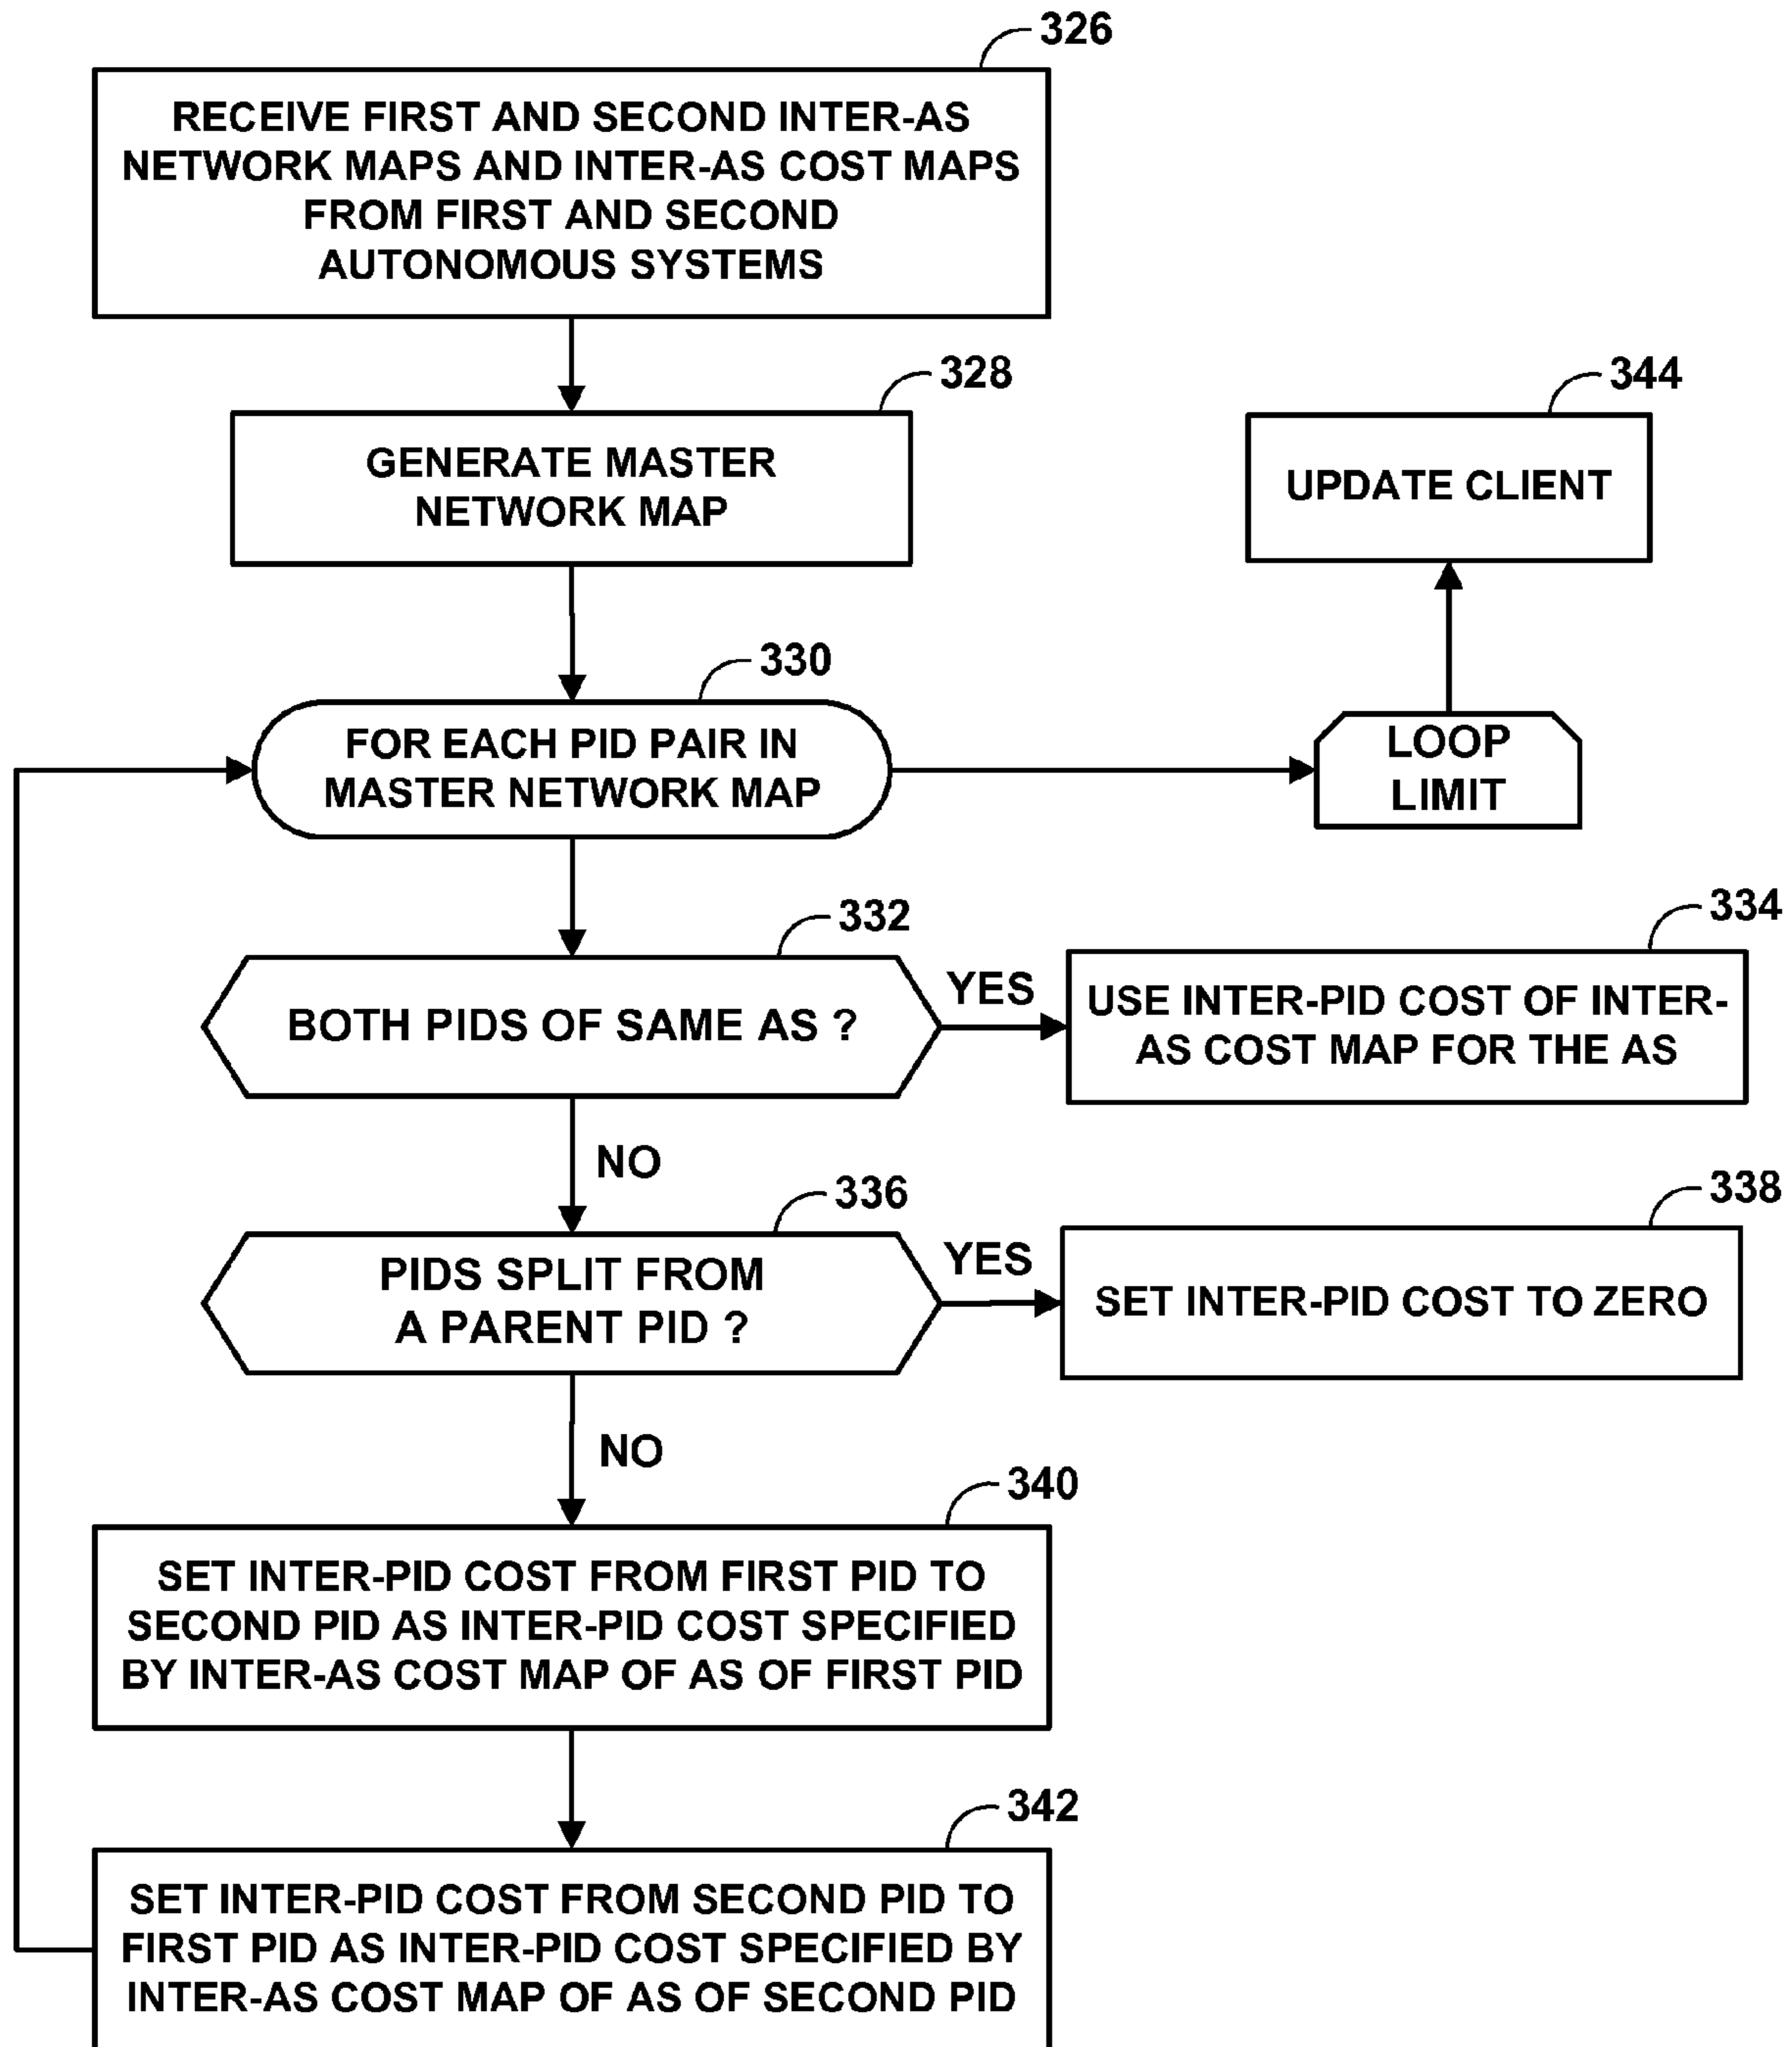 326
RECEIVE FIRST AND SECOND INTER-AS
NETWORK MAPS AND INTER-AS COST MAPS
FROM FIRST AND SECOND
AUTONOMOUS SYSTEMS
328
GENERATE MASTER
NETWORK MAP
344
UPDATE CLIENT
330
FOR EACH PID PAIR IN
MASTER NETWORK MAP
LOOP
LIMIT
332
BOTH PIDS OF SAME AS ?
YES
334
USE INTER-PID COST OF INTER-
AS COST MAP FOR THE AS
NO
336
PIDS SPLIT FROM
A PARENT PID ?
YES
338
SET INTER-PID COST TO ZERO
NO
340
SET INTER-PID COST FROM FIRST PID TO
SECOND PID AS INTER-PID COST SPECIFIED
BY INTER-AS COST MAP OF AS OF FIRST PID
342
SET INTER-PID COST FROM SECOND PID TO
FIRST PID AS INTER-PID COST SPECIFIED BY
INTER-AS COST MAP OF AS OF SECOND PID